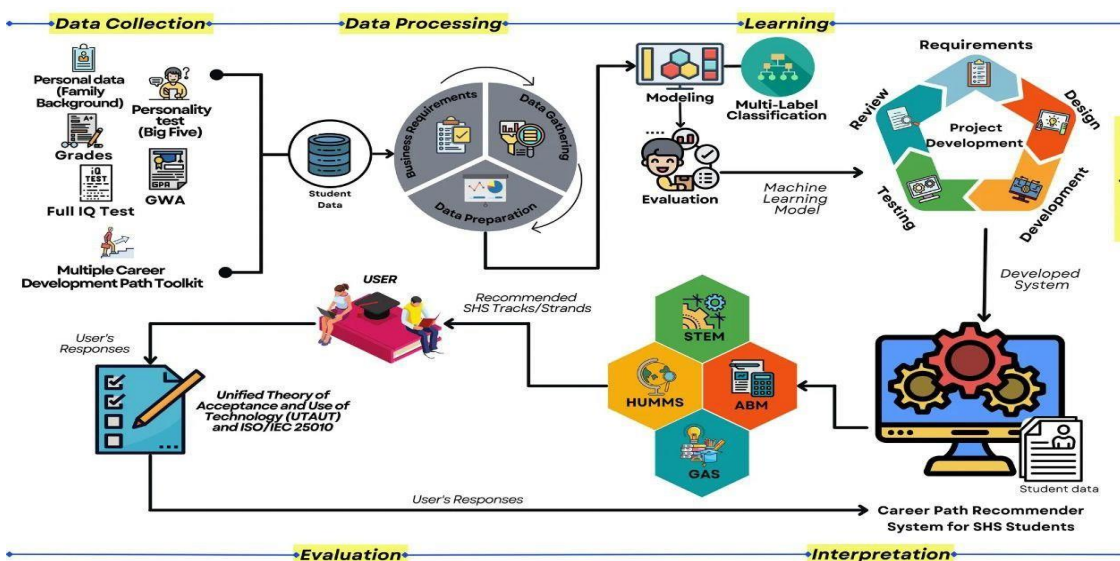 Data Collection
Data Processing
Learning
Personal data
(Family
Background)
Personality
test
(Big Five)
A+
Grades
iQ
TEST
Full IQ Test
GPA
GWA
Multiple Career
Development Path Toolkit
Student
Data
Business Requirements
Data Gathering
Data Preparation
Modeling
Multi-Label
Classification
Evaluation
Machine
Learning
Model
Requirements
Design
Development
Testing
Review
Project
Development
Developed
System
USER
Recommended
SHS Tracks/Strands
User's
Responses
Unified Theory of
Acceptance and Use of
Technology (UTAUT)
and ISO/IEC 25010
STEM
HUMMS
ABM
GAS
Student data
User's Responses
Career Path Recommender
System for SHS Students
Evaluation
Interpretation